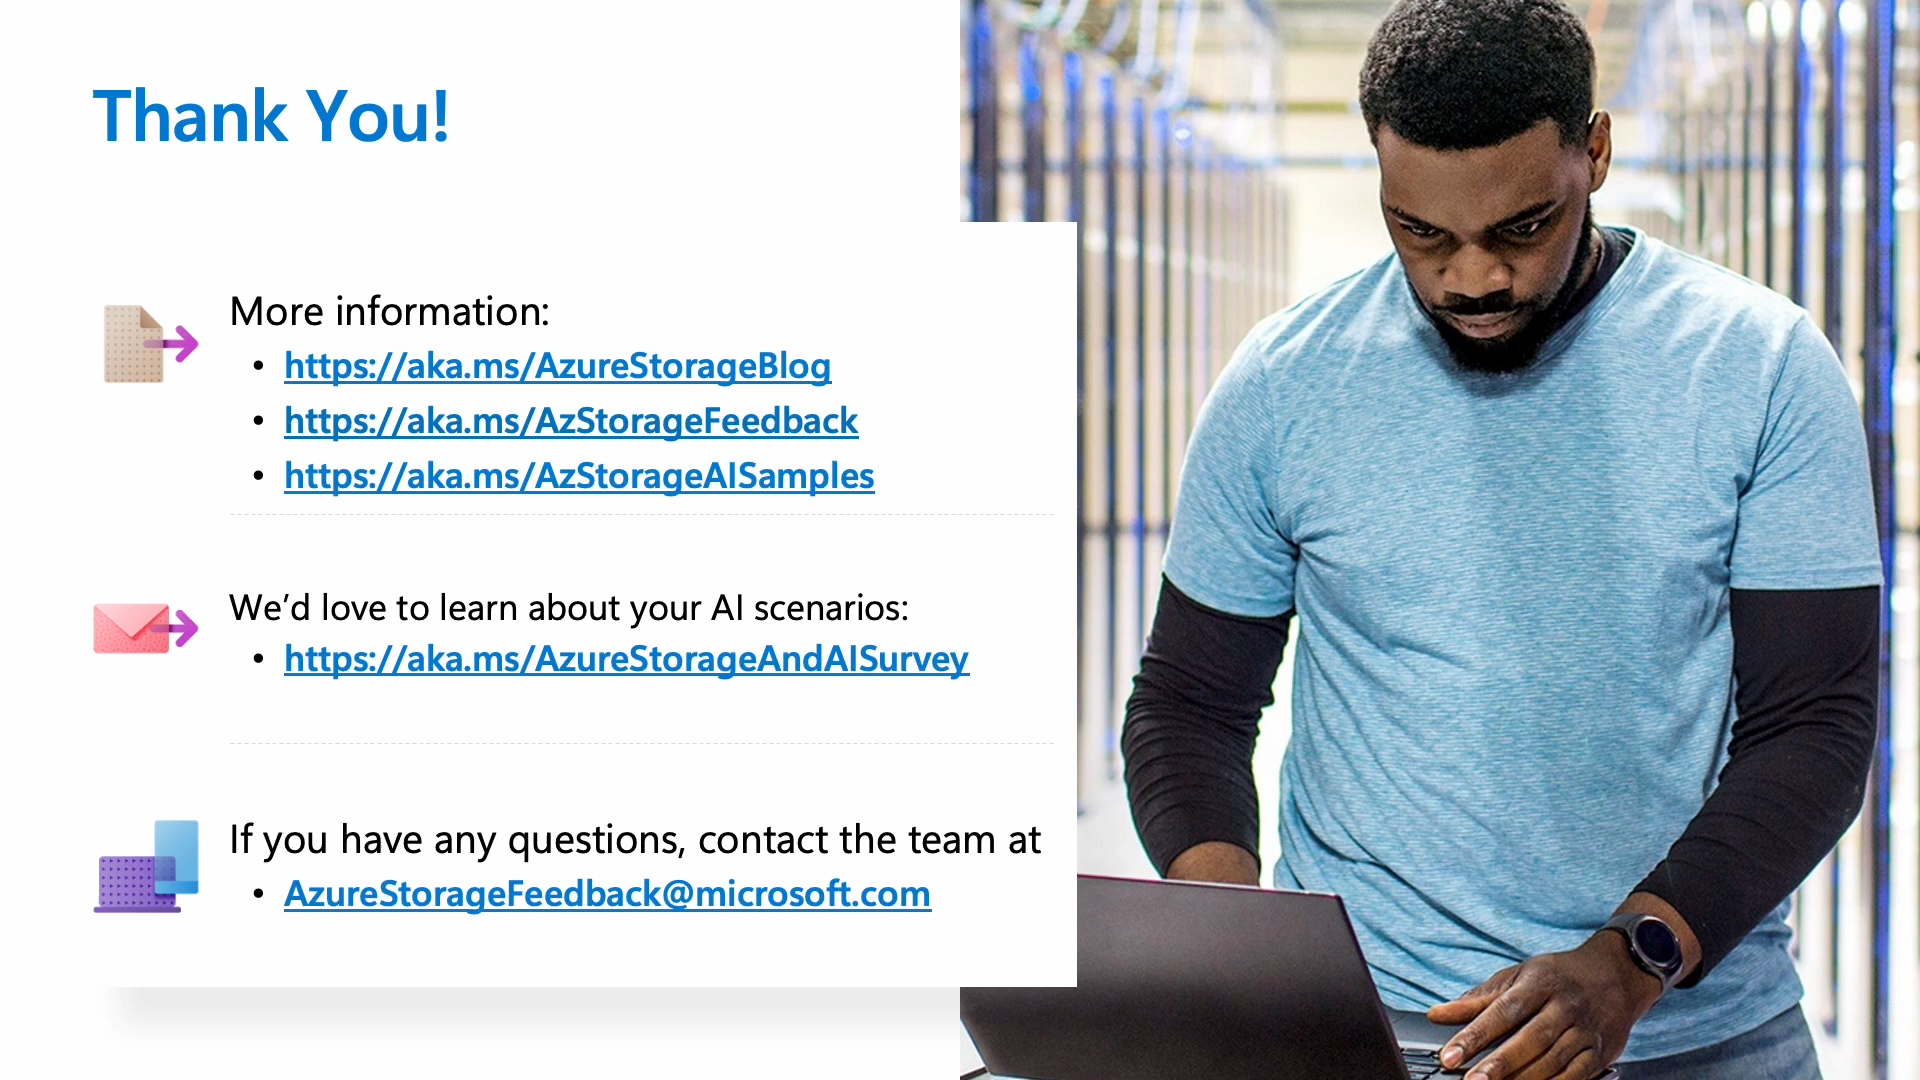 Thank You!
More information:
• https://aka.ms/AzureStorageBlog
• https://aka.ms/AzStorageFeedback
• https://aka.ms/AzStorageAISamples
We’d love to learn about your AI scenarios:
• https://aka.ms/AzureStorageAndAISurvey
If you have any questions, contact the team at
• AzureStorageFeedback@microsoft.com